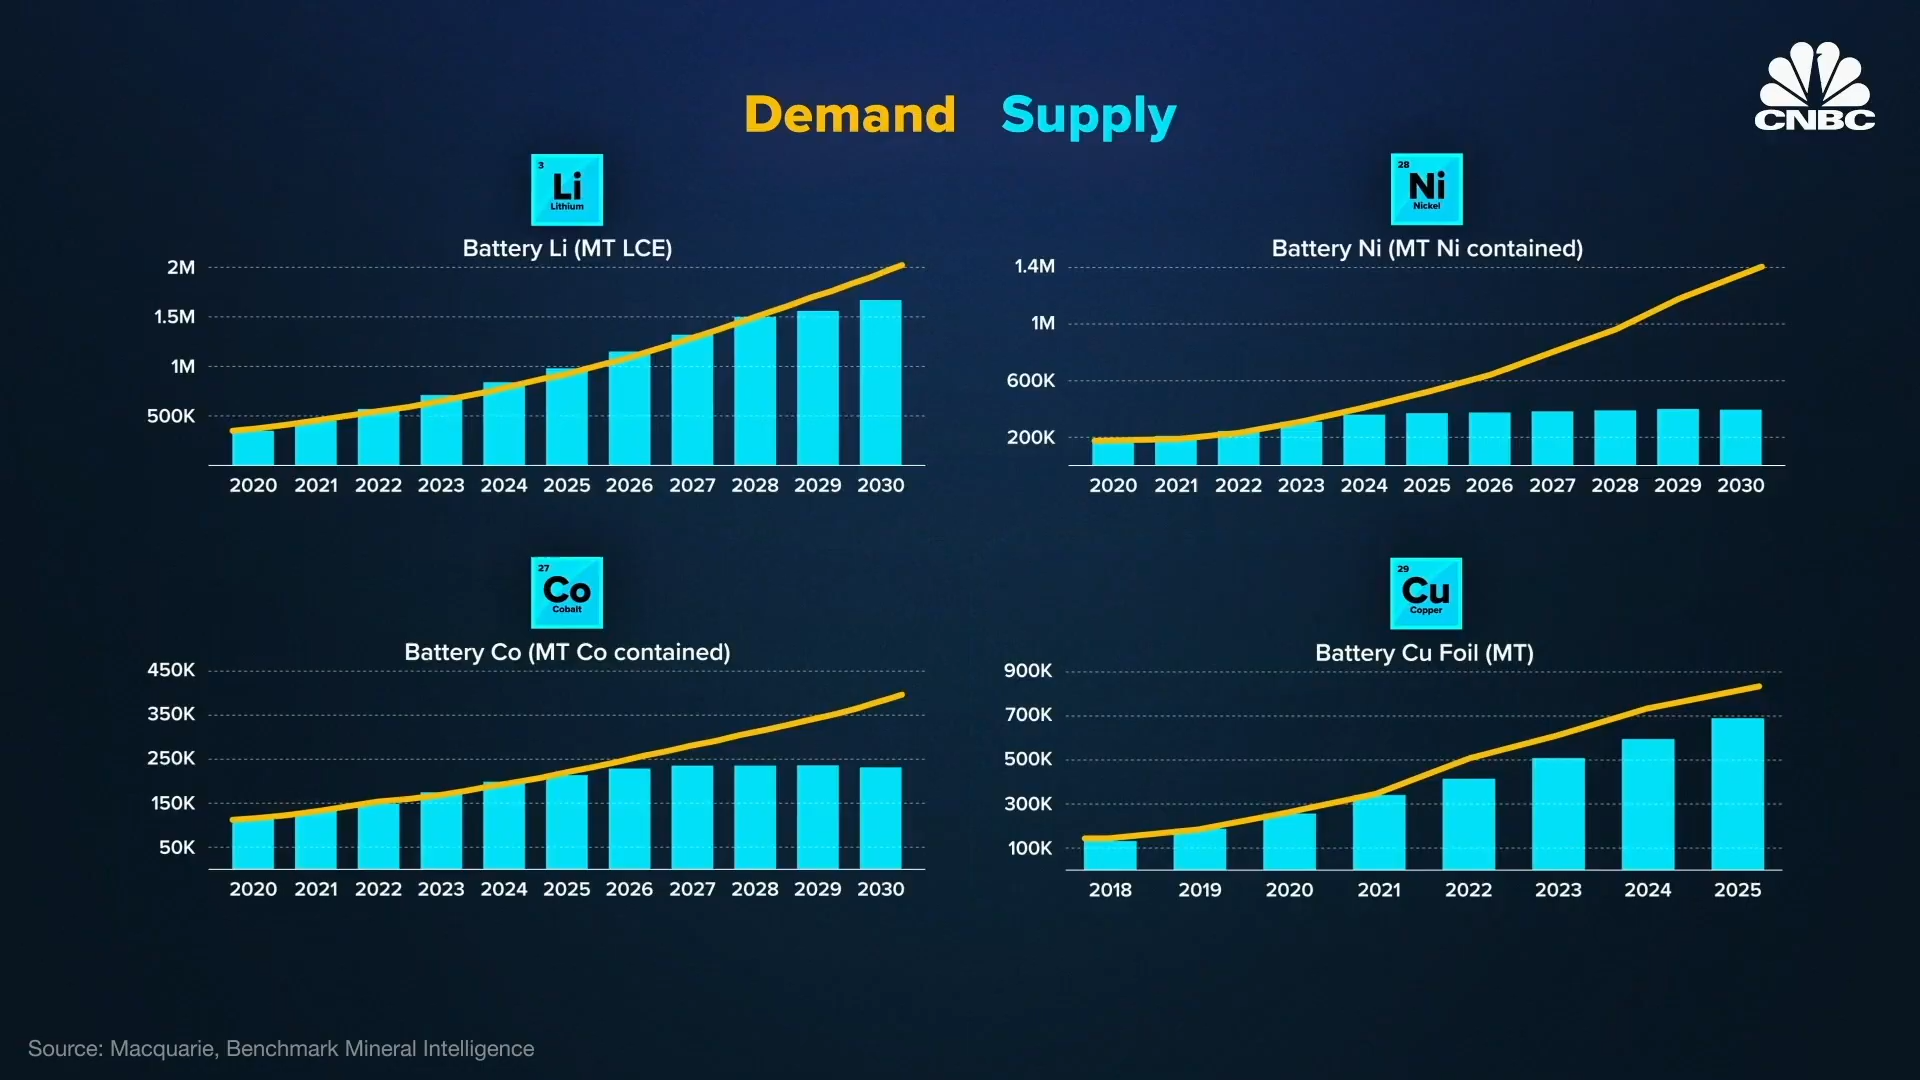 CNBC
Demand Supply
3
Li
Lithium
Battery Li (MT LCE)
2M
1.5M
1M
500K
2020 2021 2022 2023 2024 2025 2026 2027 2028 2029 2030
28
Ni
Nickel
Battery Ni (MT Ni contained)
1.4M
1M
600K
200K
2020 2021 2022 2023 2024 2025 2026 2027 2028 2029 2030
27
Co
Cobalt
Battery Co (MT Co contained)
450K
350K
250K
150K
50K
2020 2021 2022 2023 2024 2025 2026 2027 2028 2029 2030
29
Cu
Copper
Battery Cu Foil (MT)
900K
700K
500K
300K
100K
2018 2019 2020 2021 2022 2023 2024 2025
Source: Macquarie, Benchmark Mineral Intelligence